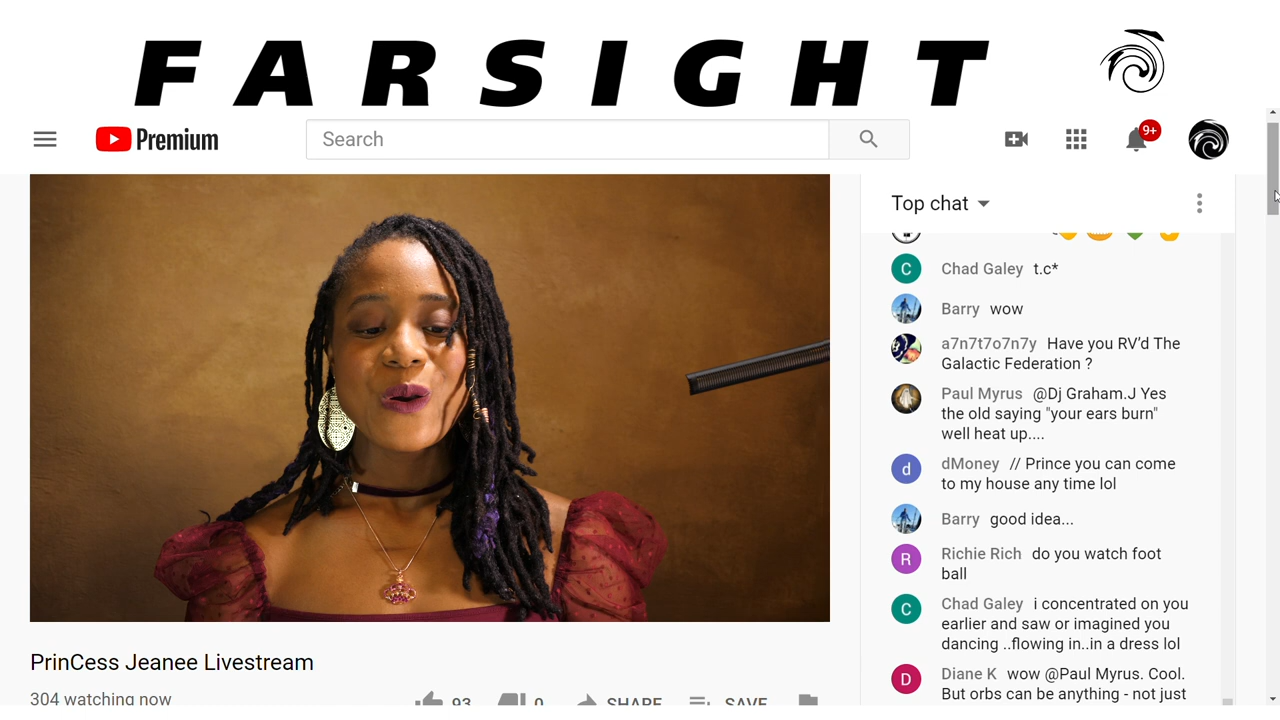 FARSIGHT
Premium
Search
9+
Top chat
C
Chad Galey t.c*
Barry wow
a7n7t7o7n7y Have you RV'd The
Galactic Federation ?
Paul Myrus @Dj Graham.J Yes
the old saying "your ears burn"
well heat up....
d
dMoney // Prince you can come
to my house any time lol
Barry good idea...
R
Richie Rich do you watch foot
ball
C
Chad Galey i concentrated on you
earlier and saw or imagined you
dancing ..flowing in..in a dress lol
D
Diane K wow @Paul Myrus. Cool.
But orbs can be anything - not just
PrinCess Jeanee Livestream
304 watching now
93
0
SHARE
SAVE